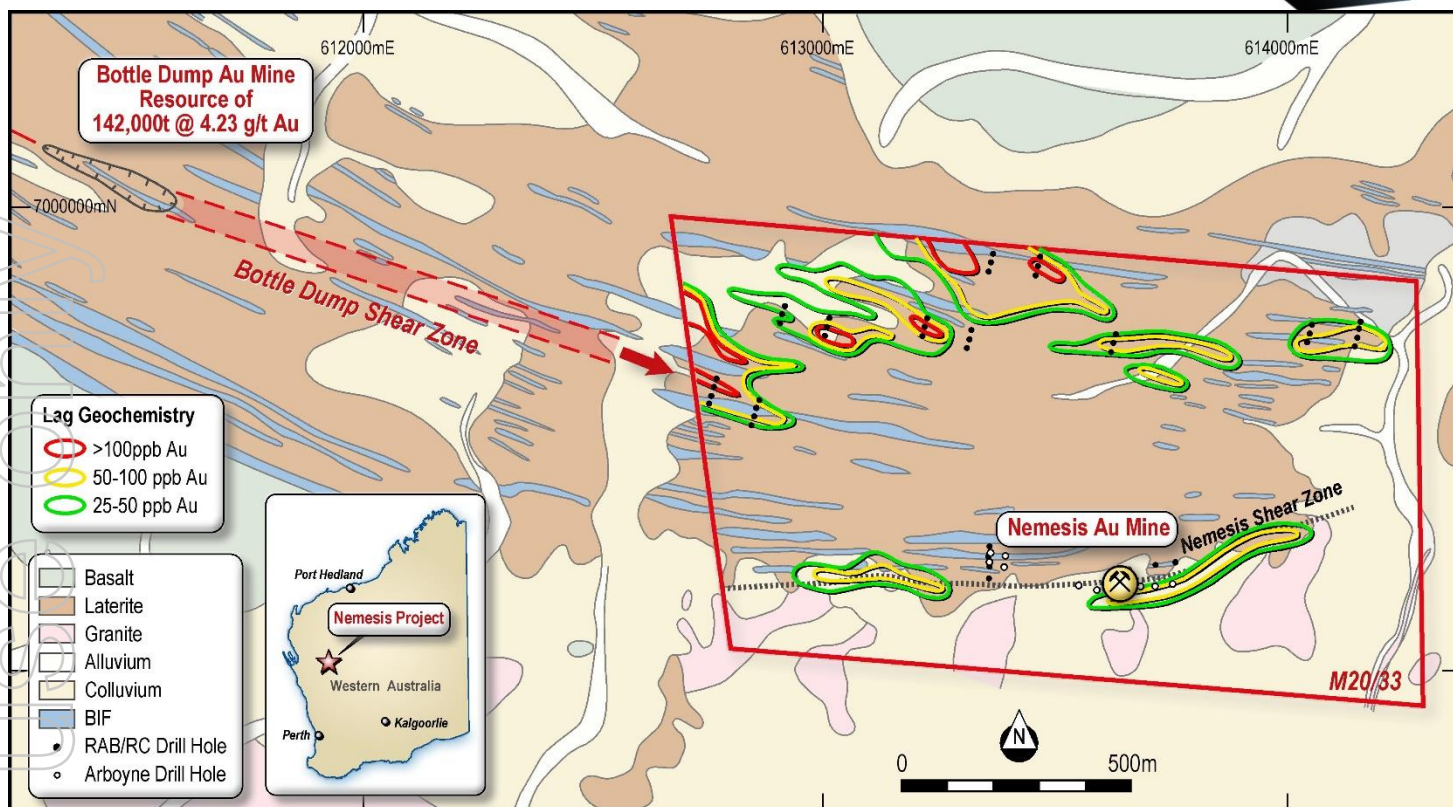 612000mE
613000mE
614000mE
Bottle Dump Au Mine
Resource of
142,000t @ 4.23 g/t Au
7000000mN
Bottle Dump Shear Zone
Lag Geochemistry
>100ppb Au
50-100 ppb Au
25-50 ppb Au
Nemesis Au Mine
Nemesis Shear Zone
Basalt
Laterite
Granite
Alluvium
Colluvium
BIF
RAB/RC Drill Hole
Arboyne Drill Hole
Port Hedland
Nemesis Project
Western Australia
Kalgoorlie
Perth
M20/33
N
0
500m